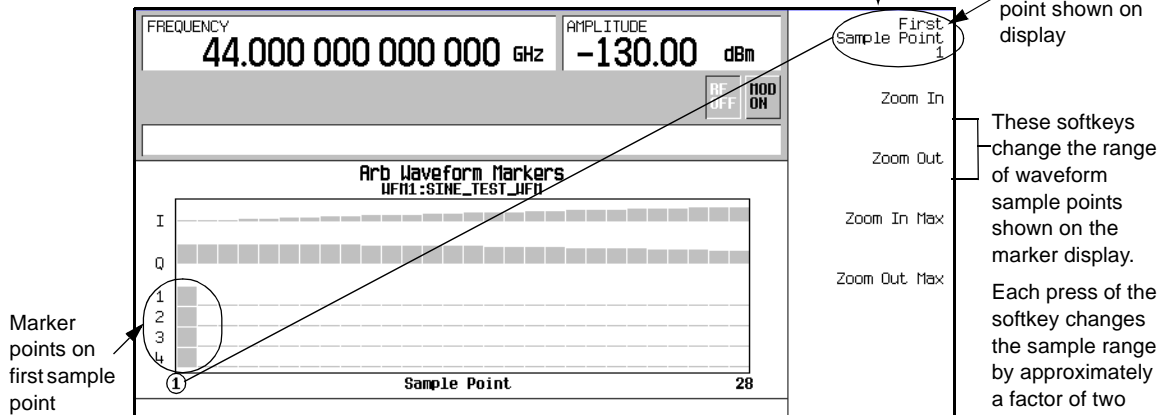 point shown on
display
FREQUENCY
44.000 000 000 000 GHz
AMPLITUDE
-130.00 dBm
RF
OFF
MOD
ON
First
Sample Point
1
Zoom In
Zoom Out
Zoom In Max
Zoom Out Max
These softkeys
change the range
of waveform
sample points
shown on the
marker display.
Each press of the
softkey changes
the sample range
by approximately
a factor of two
Arb Waveform Markers
WFM1:SINE_TEST_WFM
I
Q
1
2
3
4
1
Sample Point
28
Marker
points on
first sample
point